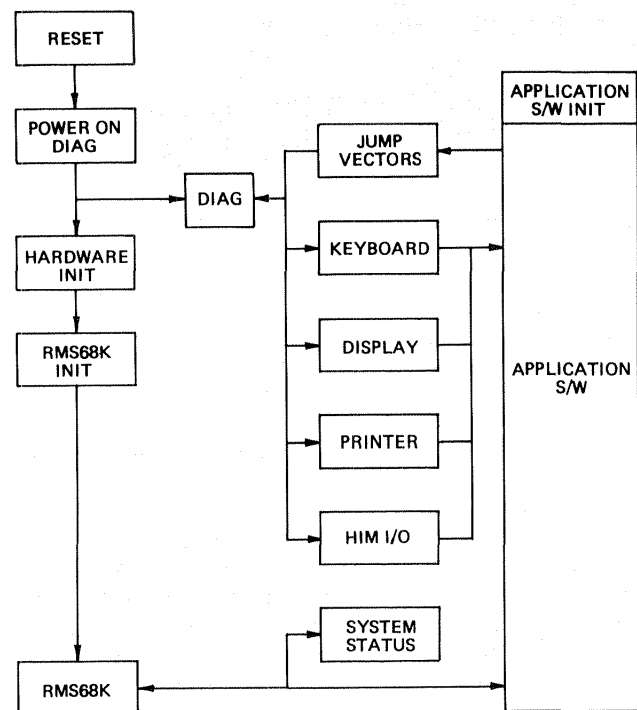 RESET
POWER ON
DIAG
HARDWARE
INIT
RMS68K
INIT
RMS68K
DIAG
JUMP
VECTORS
KEYBOARD
DISPLAY
PRINTER
HIM I/O
SYSTEM
STATUS
APPLICATION
S/W INIT
APPLICATION
S/W